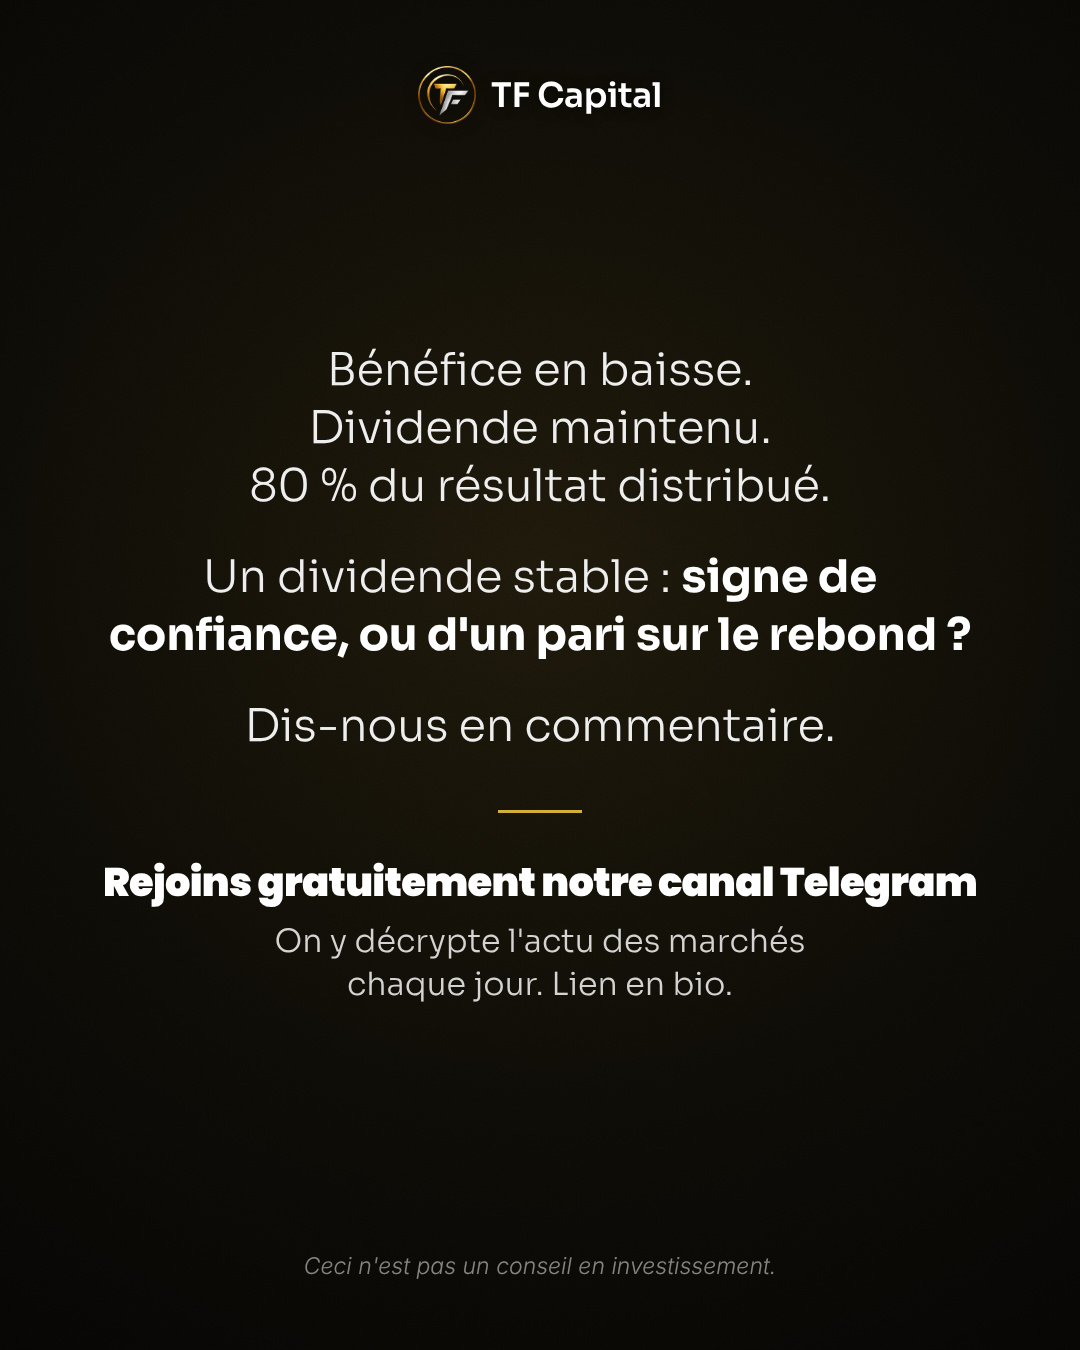 TF Capital
Bénéfice en baisse.
Dividende maintenu.
80 % du résultat distribué.
Un dividende stable : signe de
confiance, ou d'un pari sur le rebond ?
Dis-nous en commentaire.
Rejoins gratuitement notre canal Telegram
On y décrypte l'actu des marchés
chaque jour. Lien en bio.
Ceci n'est pas un conseil en investissement.